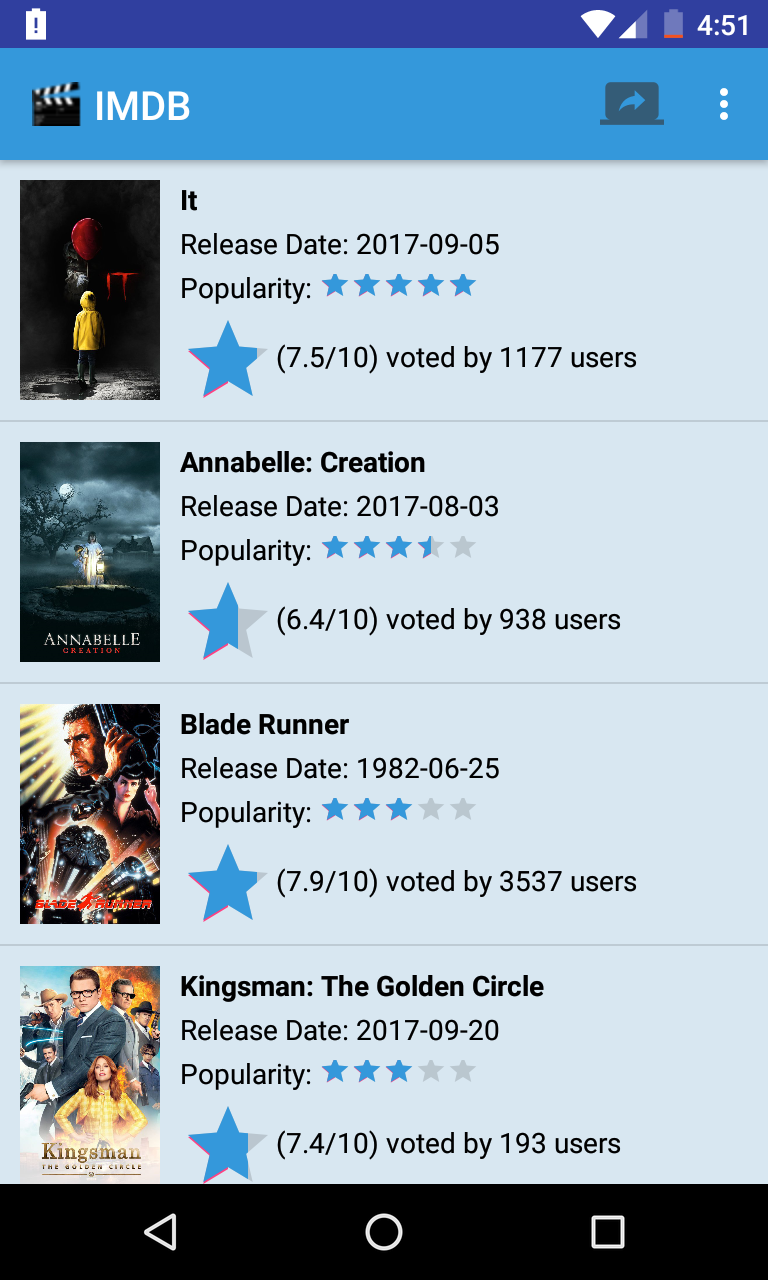 4:51
IMDB
IT
It
Release Date: 2017-09-05
Popularity:
(7.5/10) voted by 1177 users
ANNABELLE
CREATION
Annabelle: Creation
Release Date: 2017-08-03
Popularity:
(6.4/10) voted by 938 users
BLADE RUNNER
Blade Runner
Release Date: 1982-06-25
Popularity:
(7.9/10) voted by 3537 users
Kingsman
THE GOLDEN CIRCLE
Kingsman: The Golden Circle
Release Date: 2017-09-20
Popularity:
(7.4/10) voted by 193 users